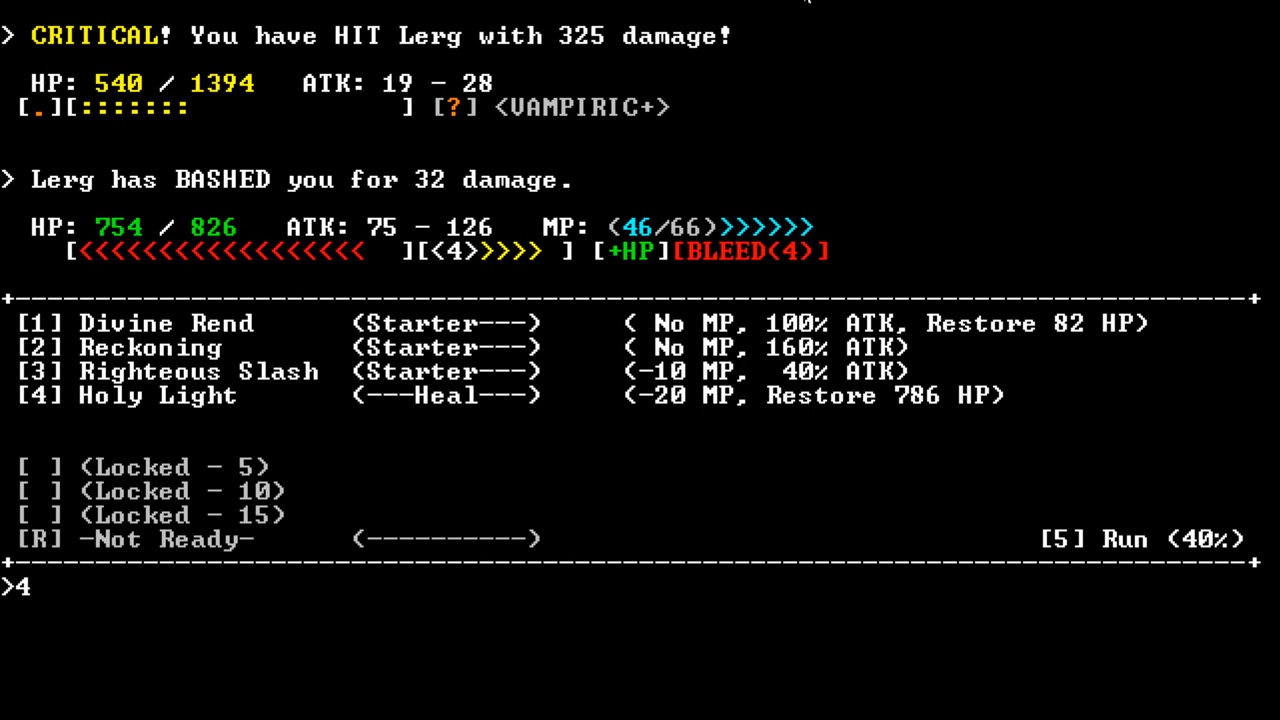 > CRITICAL! You have HIT Lerg with 325 damage!
HP: 540 / 1394   ATK: 19 - 28
[.][:::::::              ] [?] <VAMPIRIC+>
> Lerg has BASHED you for 32 damage.
HP: 754 / 826   ATK: 75 - 126   MP: (46/66)>>>>>>
[<<<<<<<<<<<<<<<<<<  ][<4)>>>> ] [+HP][BLEED(4)]
+------------------------------------------------------------------------------+
[1] Divine Rend      (Starter---)     ( No MP, 100% ATK, Restore 82 HP)
[2] Reckoning        (Starter---)     ( No MP, 160% ATK)
[3] Righteous Slash  (Starter---)     (-10 MP,  40% ATK)
[4] Holy Light       (---Heal---)     (-20 MP, Restore 786 HP)
[ ] (Locked - 5)
[ ] (Locked - 10)
[ ] (Locked - 15)
[R] -Not Ready-      (----------)                               [5] Run (40%)
+------------------------------------------------------------------------------+
>4